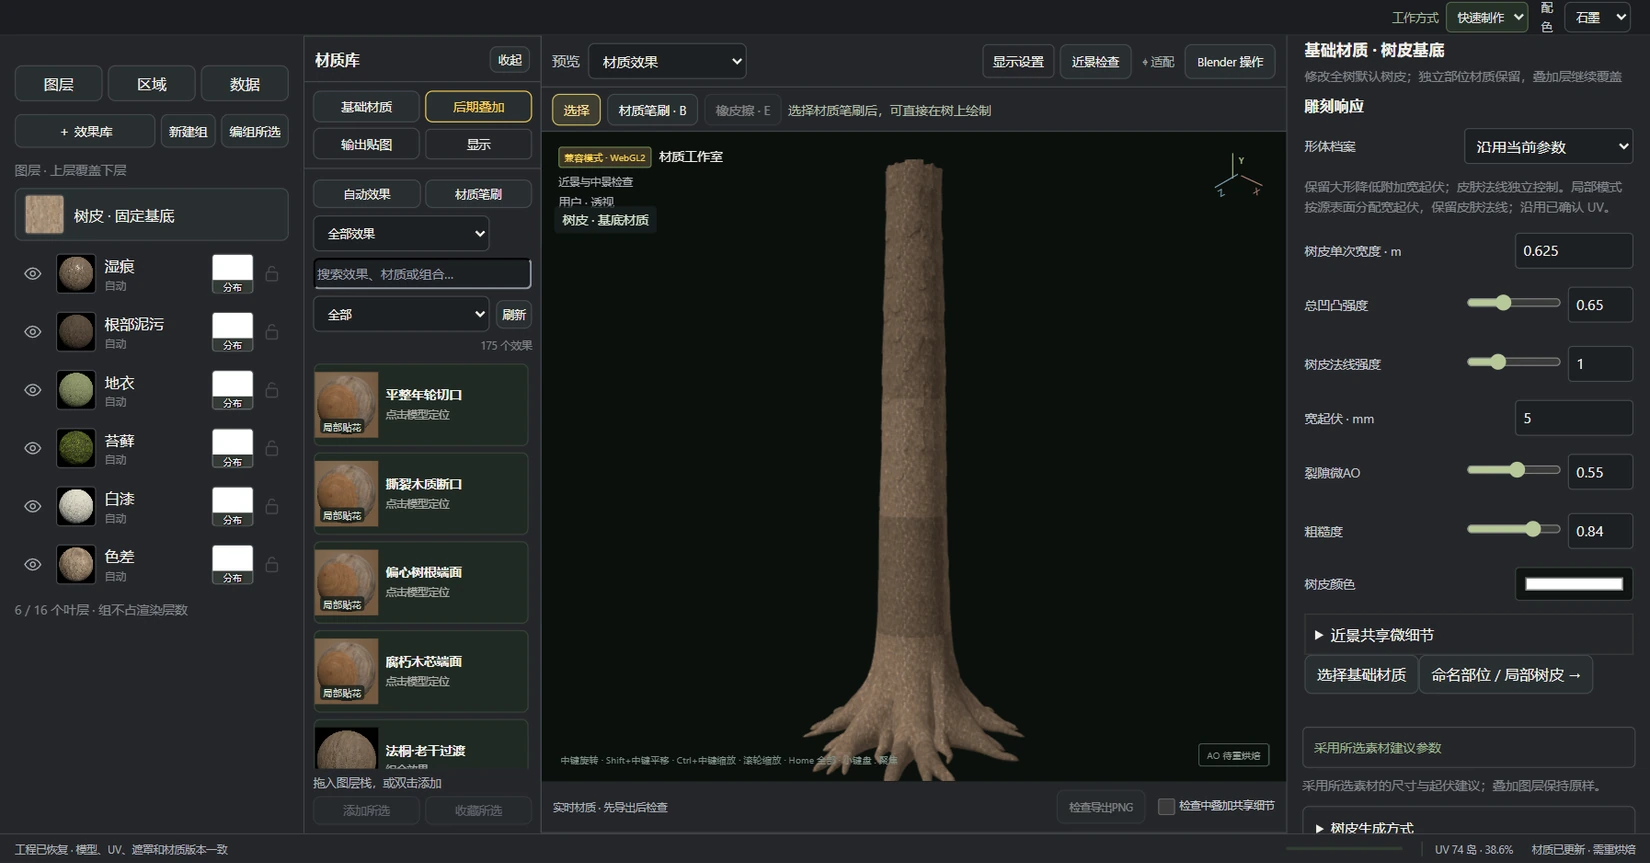 工作方式
快速制作
配色
石墨
图层
区域
数据
+ 效果库
新建组
编组所选
图层 · 上层覆盖下层
树皮 · 固定基底
湿痕
自动
分布
根部泥污
自动
分布
地衣
自动
分布
苔藓
自动
分布
白漆
自动
分布
色差
自动
分布
6 / 16 个叶层 · 组不占渲染层数
材质库
收起
基础材质
后期叠加
输出贴图
显示
自动效果
材质笔刷
全部效果
搜索效果、材质或组合...
全部
刷新
175 个效果
平整年轮切口
点击模型定位
局部贴花
撕裂木质断口
点击模型定位
局部贴花
偏心树根端面
点击模型定位
局部贴花
腐朽木芯端面
点击模型定位
局部贴花
法桐·老干过渡
组合效果
拖入图层栈，或双击添加
添加所选
收藏所选
预览
材质效果
显示设置
近景检查
⌖适配
Blender 操作
选择
材质笔刷 · B
橡皮擦 · E
选择材质笔刷后，可直接在树上绘制
兼容模式 · WebGL2
材质工作室
近景与中景检查
用户 · 透视
树皮 · 基底材质
Y
Z
X
中键旋转 · Shift+中键平移 · Ctrl+中键缩放 · 滚轮缩放 · Home 全部
AO 待重烘焙
实时材质 · 先导出后检查
检查导出PNG
检查中叠加共享细节
基础材质 · 树皮基底
修改全树默认树皮；独立部位材质保留，叠加层继续覆盖
雕刻响应
形体档案
沿用当前参数
保留大形降低附加宽起伏；皮肤法线独立控制。局部模式
按源表面分配宽起伏，保留皮肤法线；沿用已确认 UV。
树皮单次宽度 · m
0.625
总凹凸强度
0.65
树皮法线强度
1
宽起伏 · mm
5
裂隙微AO
0.55
粗糙度
0.84
树皮颜色
▶ 近景共享微细节
选择基础材质
命名部位 / 局部树皮 →
采用所选素材建议参数
采用所选素材的尺寸与起伏建议；叠加图层保持原样。
▶ 树皮生成方式
工程已恢复 · 模型、UV、遮罩和材质版本一致
UV 74 岛 · 38.6%
材质已更新 · 需重烘焙